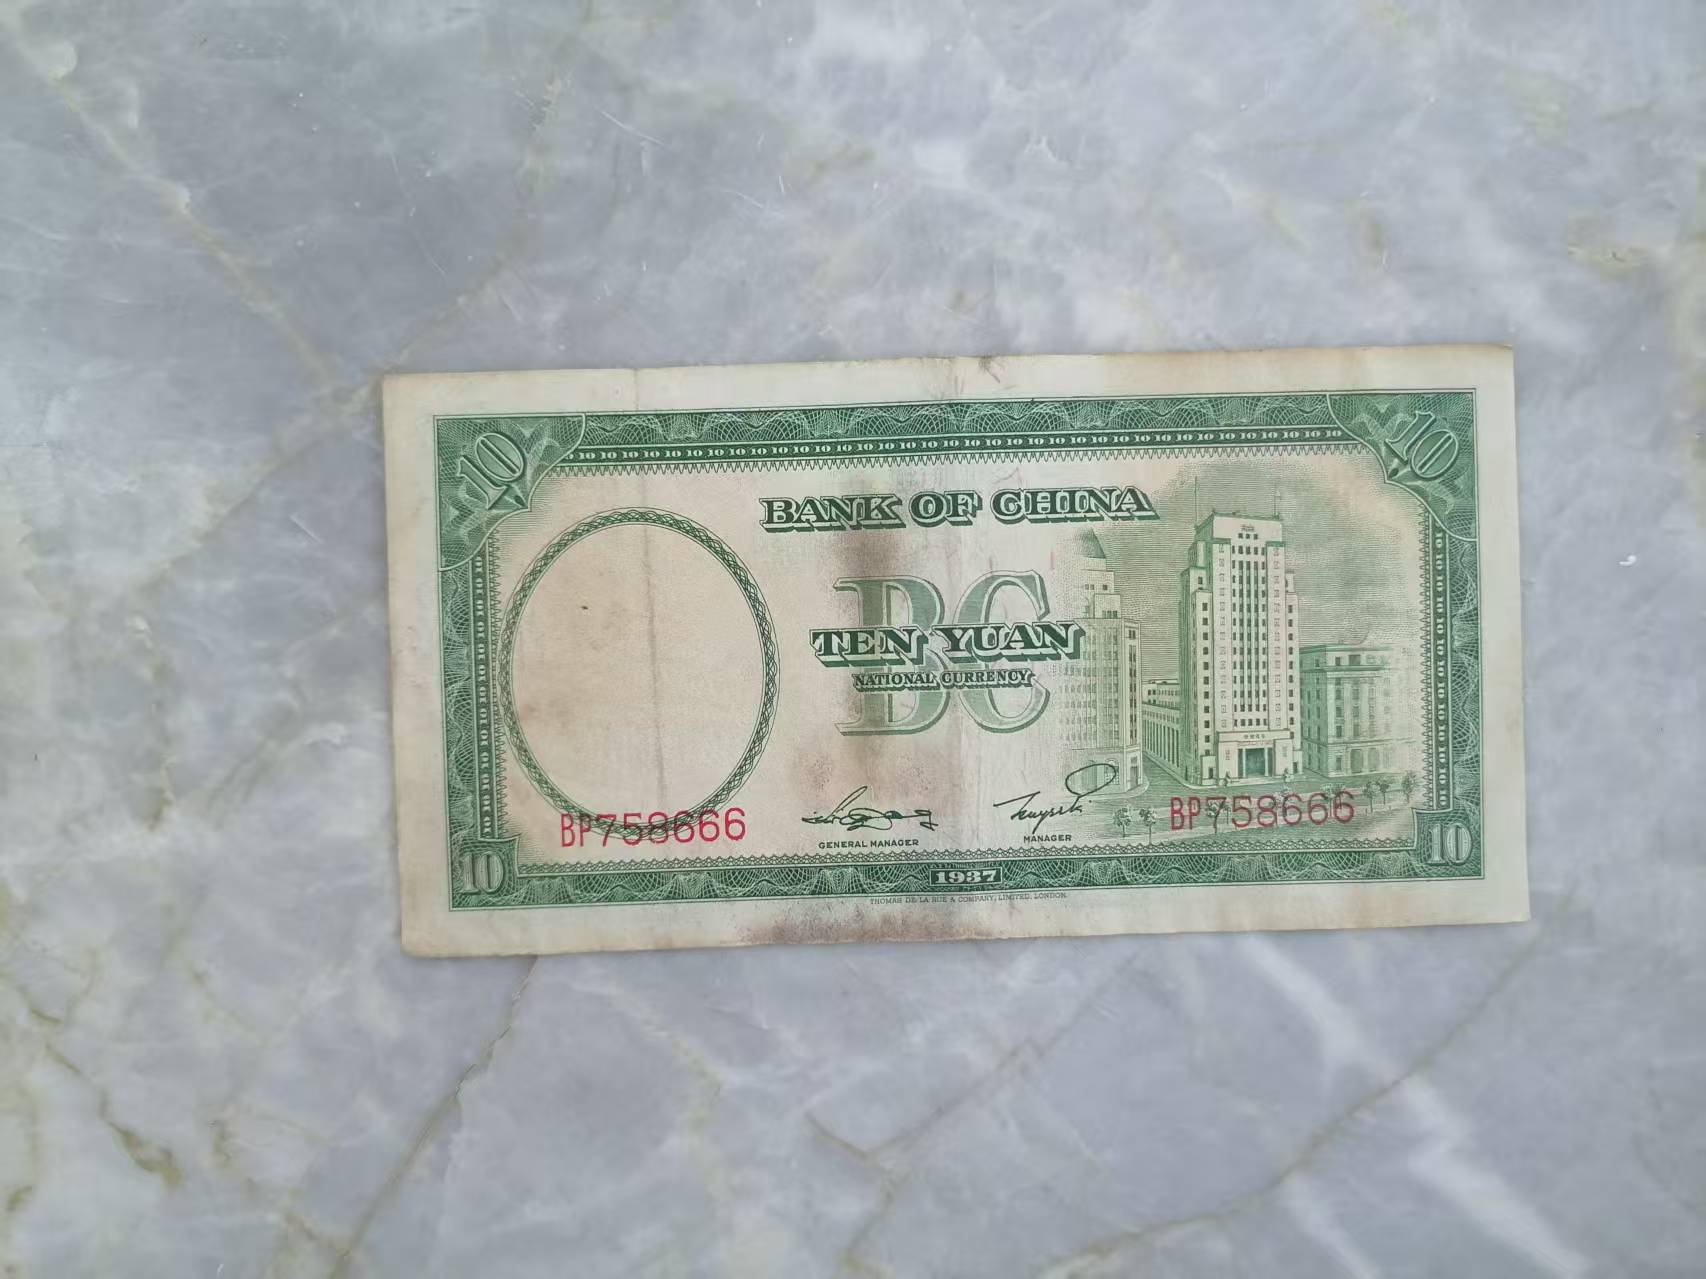 10 10
BANK OF CHINA
BC
TEN YUAN
NATIONAL CURRENCY
BC
BP758666 BP758666
GENERAL MANAGER MANAGER
10 1937 10
THOMAS DE LA RUE & COMPANY, LIMITED, LONDON.